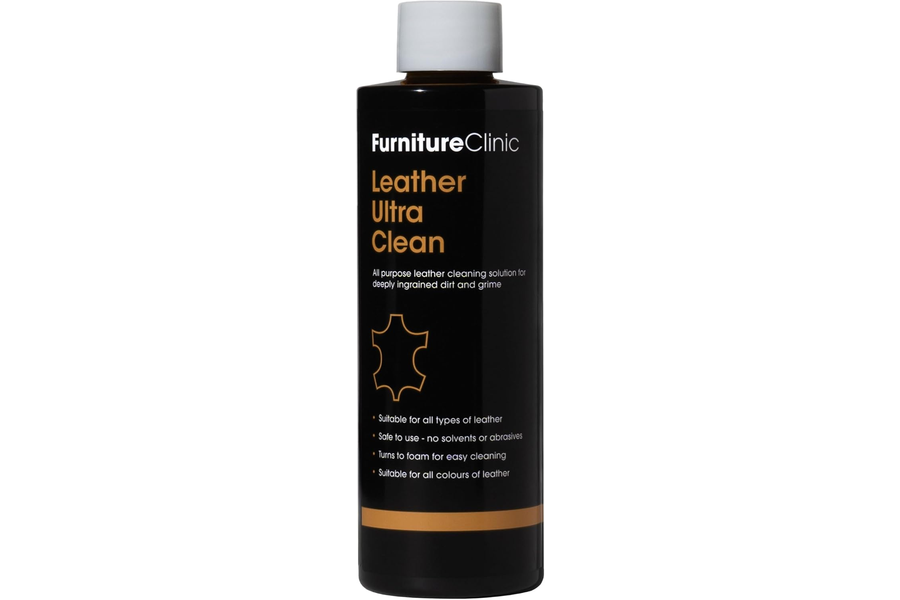 FurnitureClinic
Leather
Ultra
Clean
All purpose leather cleaning solution for
deeply ingrained dirt and grime
• Suitable for all types of leather
• Safe to use - no solvents or abrasives
• Turns to foam for easy cleaning
• Suitable for all colours of leather